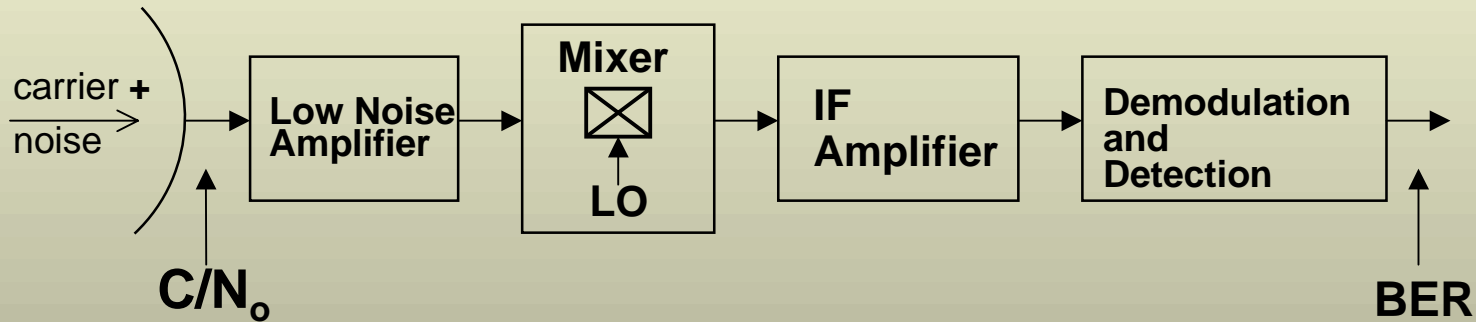 carrier +
noise
Low Noise
Amplifier
Mixer
LO
IF
Amplifier
Demodulation
and
Detection
C/No
BER